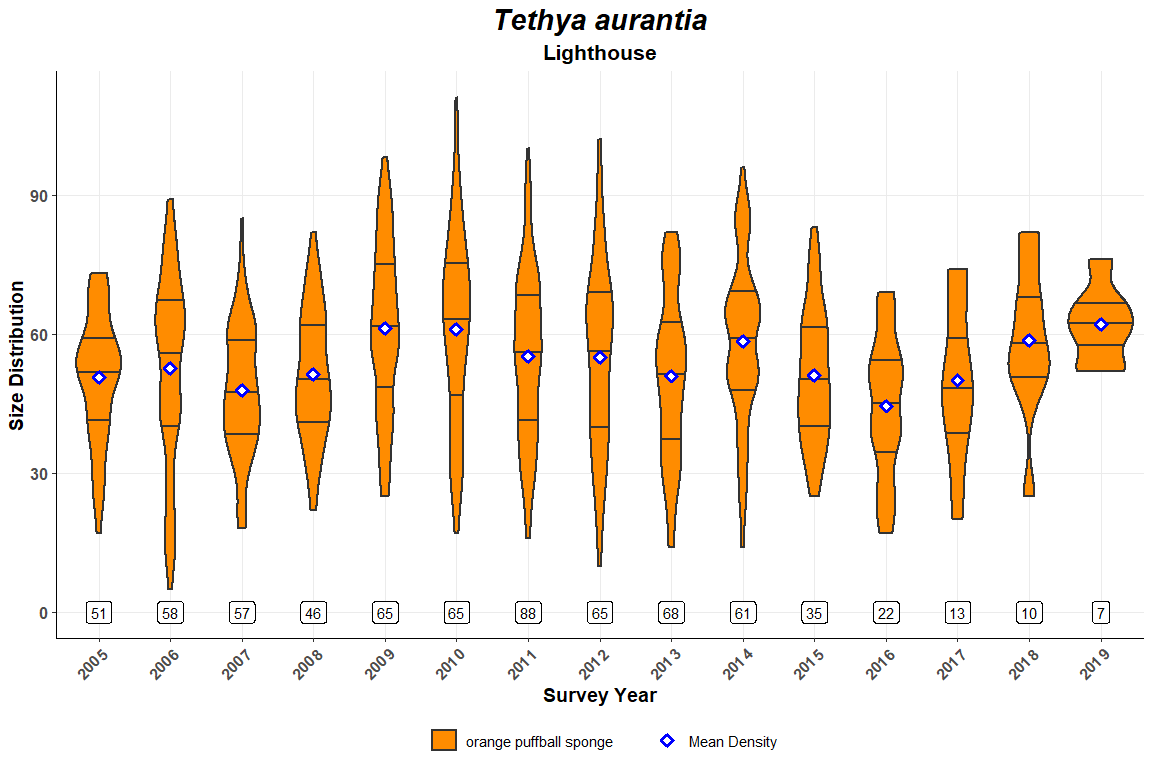 Tethya aurantia
Lighthouse
Size Distribution
90
60
30
0
51 58 57 46 65 65 88 65 68 61 35 22 13 10 7
2005 2006 2007 2008 2009 2010 2011 2012 2013 2014 2015 2016 2017 2018 2019
Survey Year
orange puffball sponge Mean Density